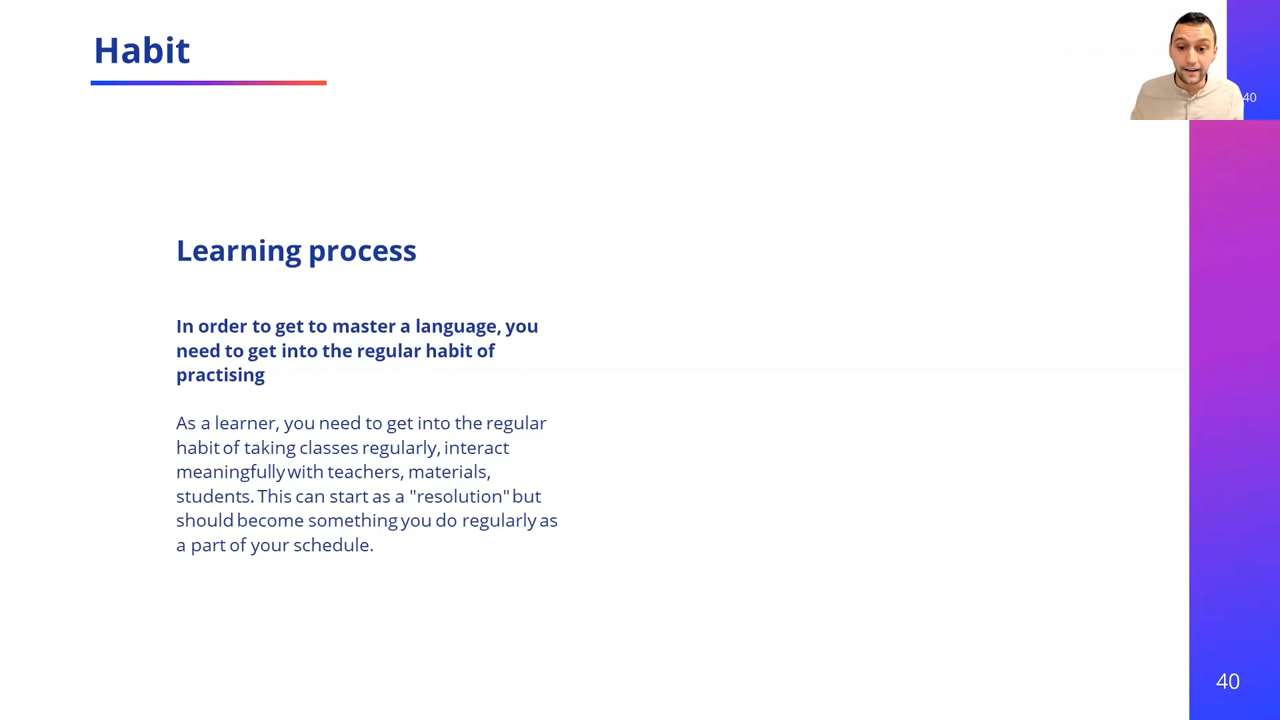 Habit
40
Learning process
In order to get to master a language, you
need to get into the regular habit of
practising
As a learner, you need to get into the regular
habit of taking classes regularly, interact
meaningfully with teachers, materials,
students. This can start as a "resolution" but
should become something you do regularly as
a part of your schedule.
40